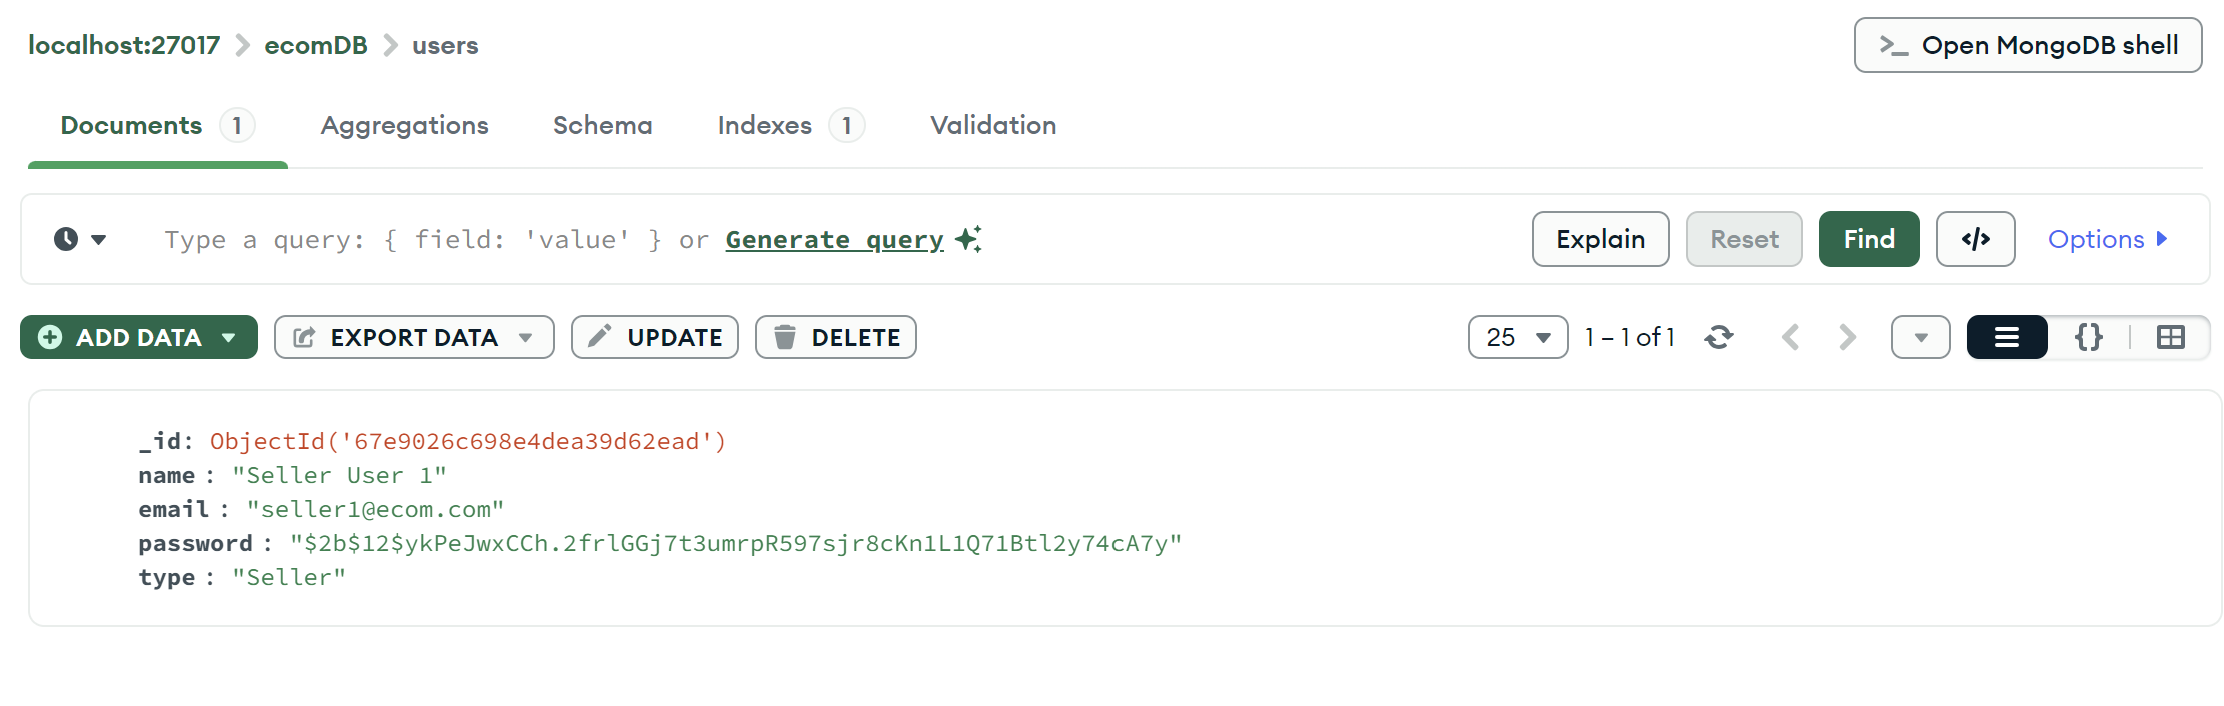 localhost:27017 > ecomDB > users
>_ Open MongoDB shell
Documents 1 Aggregations Schema Indexes 1 Validation
Type a query: { field: 'value' } or Generate query
Explain Reset Find </> Options
ADD DATA EXPORT DATA UPDATE DELETE
25 1 – 1 of 1 {}
_id: ObjectId('67e9026c698e4dea39d62ead')
name : "Seller User 1"
email : "seller1@ecom.com"
password : "$2b$12$ykPeJwxCCh.2frlGGj7t3umrpR597sjr8cKn1L1Q71Btl2y74cA7y"
type : "Seller"